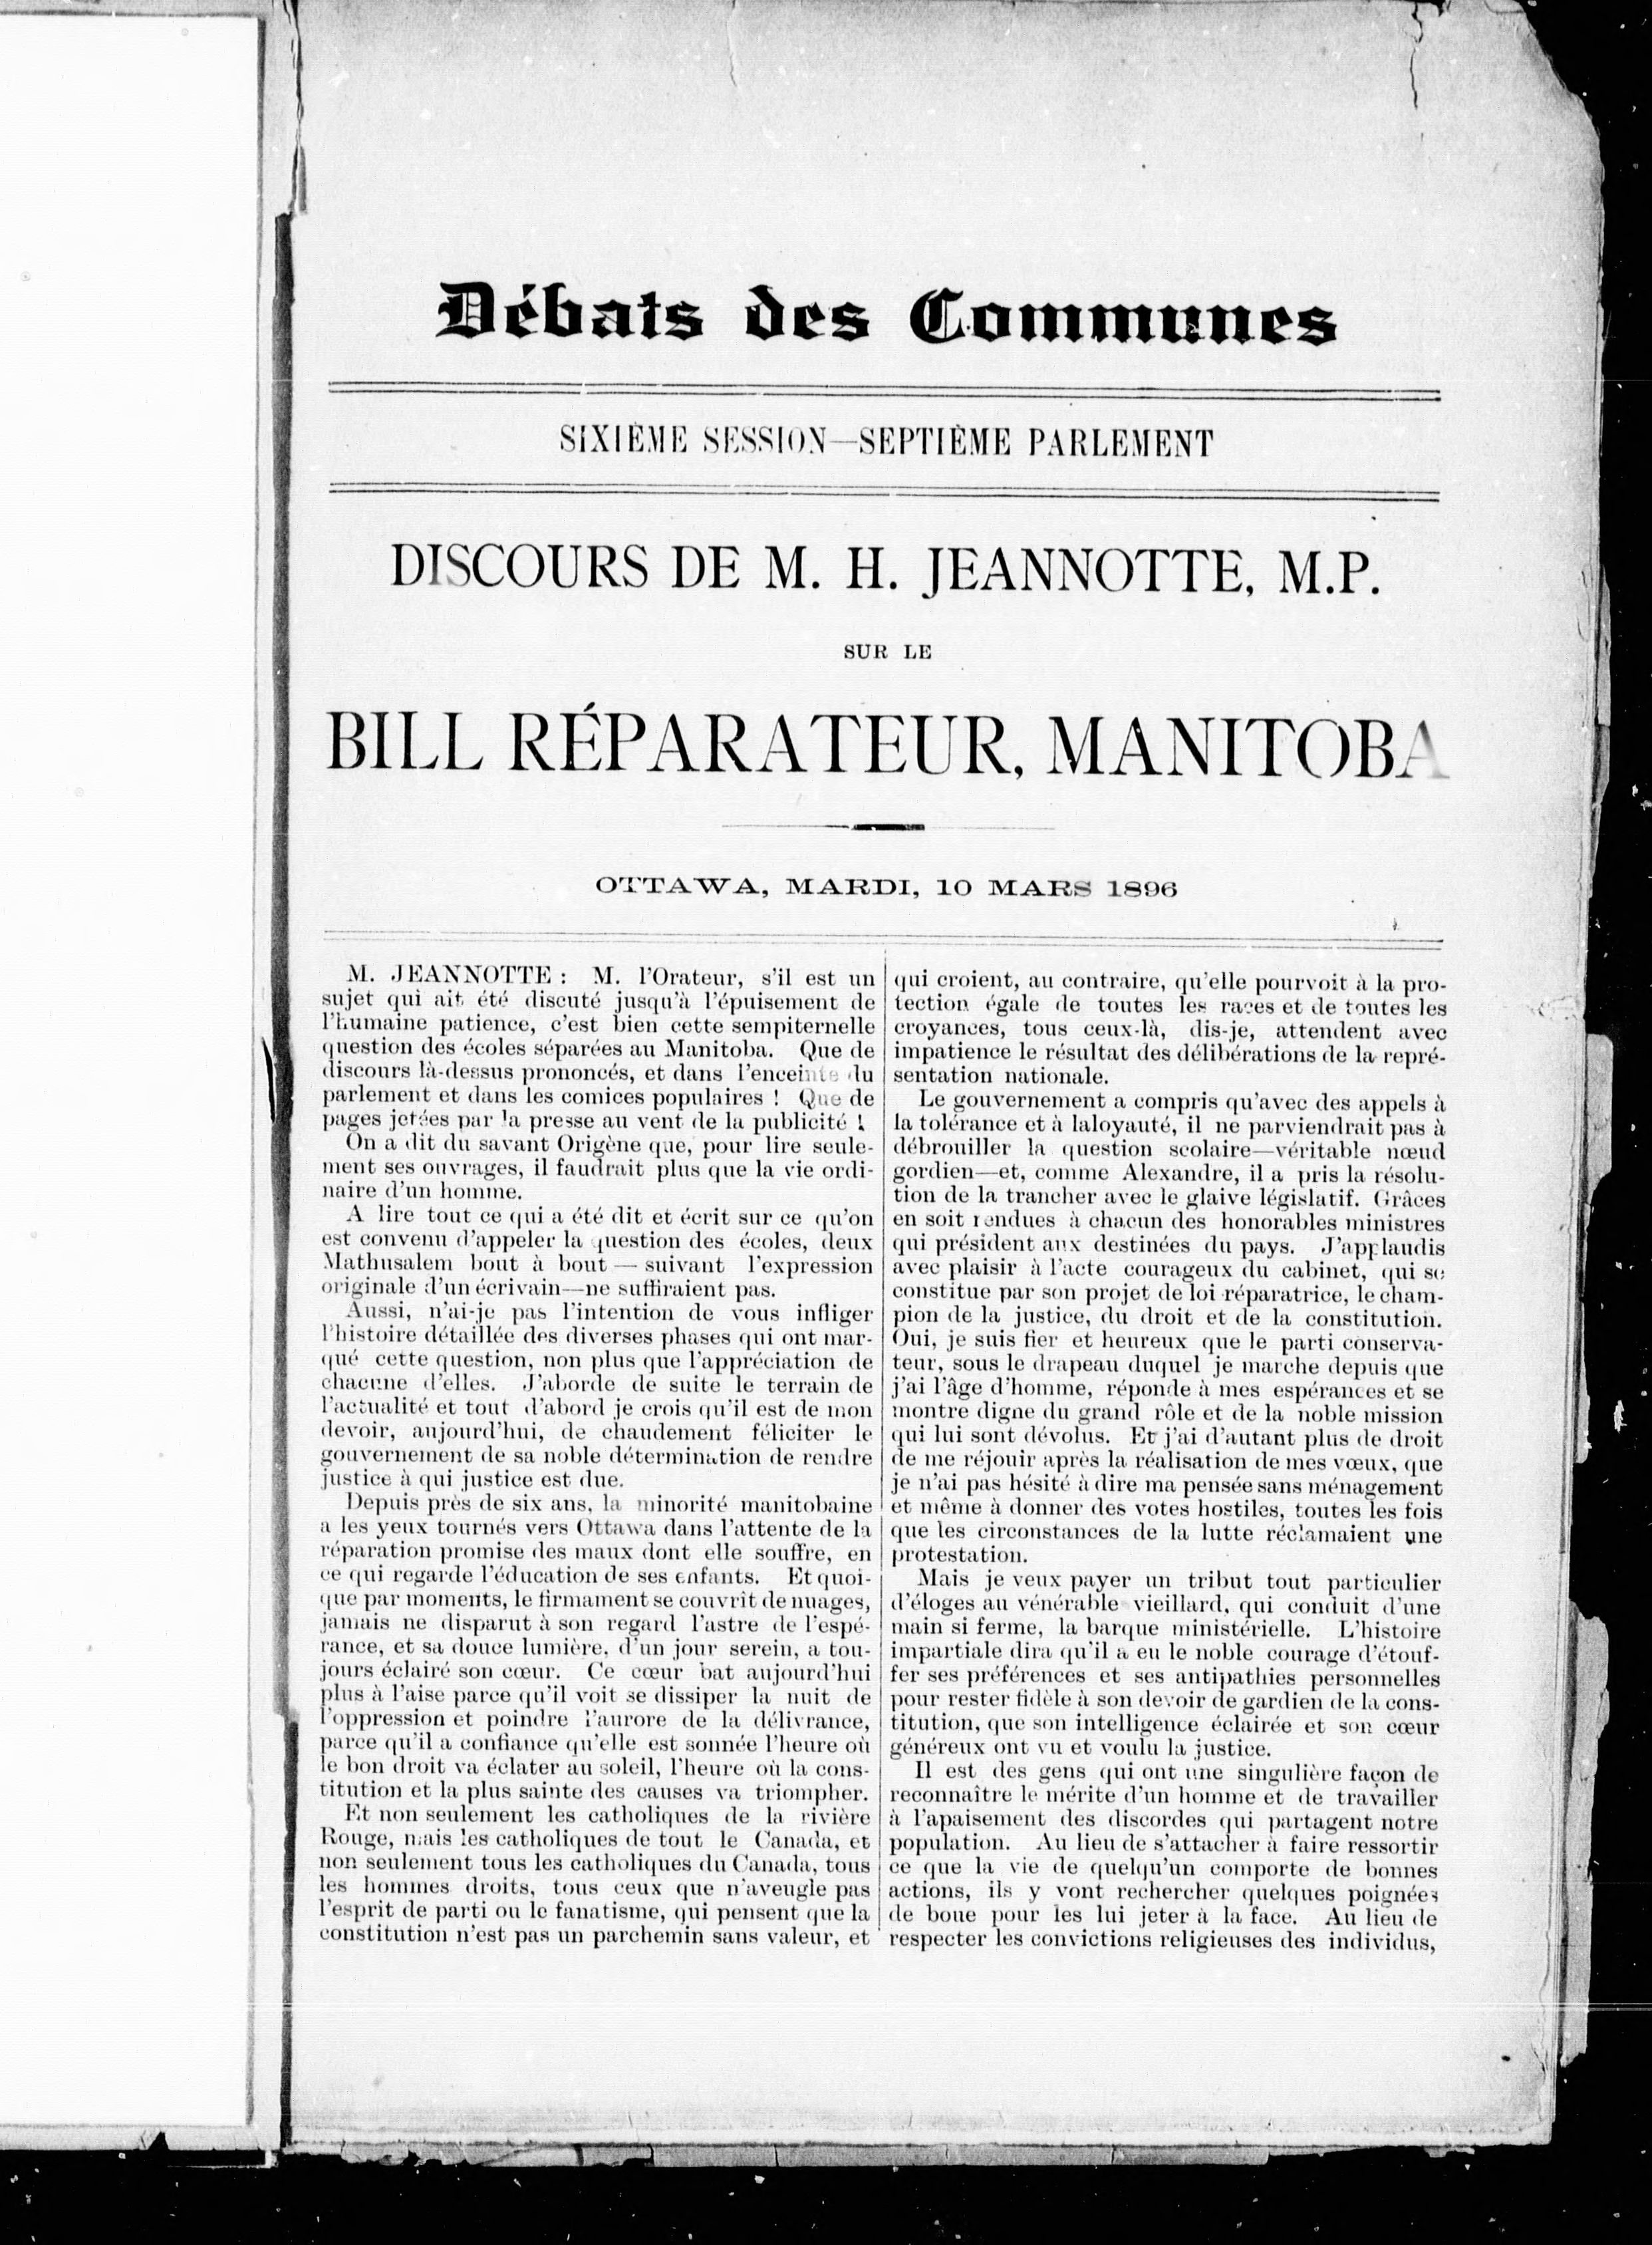 Débats des Communes
SIXIÈME SESSION—SEPTIÈME PARLEMENT
DISCOURS DE M. H. JEANNOTTE, M.P.
SUR LE
BILL RÉPARATEUR, MANITOBA
OTTAWA, MARDI, 10 MARS 1896
M. JEANNOTTE : M. l'Orateur, s'il est un
sujet qui ait été discuté jusqu'à l'épuisement de
l'humaine patience, c'est bien cette sempiternelle
question des écoles séparées au Manitoba. Que de
discours là-dessus prononcés, et dans l'enceinte du
parlement et dans les comices populaires ! Que de
pages jetées par la presse au vent de la publicité !
On a dit du savant Origène que, pour lire seule-
ment ses ouvrages, il faudrait plus que la vie ordi-
naire d'un homme.
A lire tout ce qui a été dit et écrit sur ce qu'on
est convenu d'appeler la question des écoles, deux
Mathusalem bout à bout — suivant l'expression
originale d'un écrivain—ne suffiraient pas.
Aussi, n'ai-je pas l'intention de vous infliger
l'histoire détaillée des diverses phases qui ont mar-
qué cette question, non plus que l'appréciation de
chacune d'elles. J'aborde de suite le terrain de
l'actualité et tout d'abord je crois qu'il est de mon
devoir, aujourd'hui, de chaudement féliciter le
gouvernement de sa noble détermination de rendre
justice à qui justice est due.
Depuis près de six ans, la minorité manitobaine
a les yeux tournés vers Ottawa dans l'attente de la
réparation promise des maux dont elle souffre, en
ce qui regarde l'éducation de ses enfants. Et quoi-
que par moments, le firmament se couvrît de nuages,
jamais ne disparut à son regard l'astre de l'espé-
rance, et sa douce lumière, d'un jour serein, a tou-
jours éclairé son cœur. Ce cœur bat aujourd'hui
plus à l'aise parce qu'il voit se dissiper la nuit de
l'oppression et poindre l'aurore de la délivrance,
parce qu'il a confiance qu'elle est sonnée l'heure où
le bon droit va éclater au soleil, l'heure où la cons-
titution et la plus sainte des causes va triompher.
Et non seulement les catholiques de la rivière
Rouge, mais les catholiques de tout le Canada, et
non seulement tous les catholiques du Canada, tous
les hommes droits, tous ceux que n'aveugle pas
l'esprit de parti ou le fanatisme, qui pensent que la
constitution n'est pas un parchemin sans valeur, et
qui croient, au contraire, qu'elle pourvoit à la pro-
tection égale de toutes les races et de toutes les
croyances, tous ceux-là, dis-je, attendent avec
impatience le résultat des délibérations de la repré-
sentation nationale.
Le gouvernement a compris qu'avec des appels à
la tolérance et à laloyauté, il ne parviendrait pas à
débrouiller la question scolaire—véritable nœud
gordien—et, comme Alexandre, il a pris la résolu-
tion de la trancher avec le glaive législatif. Grâces
en soit rendues à chacun des honorables ministres
qui président aux destinées du pays. J'applaudis
avec plaisir à l'acte courageux du cabinet, qui se
constitue par son projet de loi réparatrice, le cham-
pion de la justice, du droit et de la constitution.
Oui, je suis fier et heureux que le parti conserva-
teur, sous le drapeau duquel je marche depuis que
j'ai l'âge d'homme, réponde à mes espérances et se
montre digne du grand rôle et de la noble mission
qui lui sont dévolus. Et j'ai d'autant plus de droit
de me réjouir après la réalisation de mes vœux, que
je n'ai pas hésité à dire ma pensée sans ménagement
et même à donner des votes hostiles, toutes les fois
que les circonstances de la lutte réclamaient une
protestation.
Mais je veux payer un tribut tout particulier
d'éloges au vénérable vieillard, qui conduit d'une
main si ferme, la barque ministérielle. L'histoire
impartiale dira qu'il a eu le noble courage d'étouf-
fer ses préférences et ses antipathies personnelles
pour rester fidèle à son devoir de gardien de la cons-
titution, que son intelligence éclairée et son cœur
généreux ont vu et voulu la justice.
Il est des gens qui ont une singulière façon de
reconnaître le mérite d'un homme et de travailler
à l'apaisement des discordes qui partagent notre
population. Au lieu de s'attacher à faire ressortir
ce que la vie de quelqu'un comporte de bonnes
actions, ils y vont rechercher quelques poignées
de boue pour les lui jeter à la face. Au lieu de
respecter les convictions religieuses des individus,